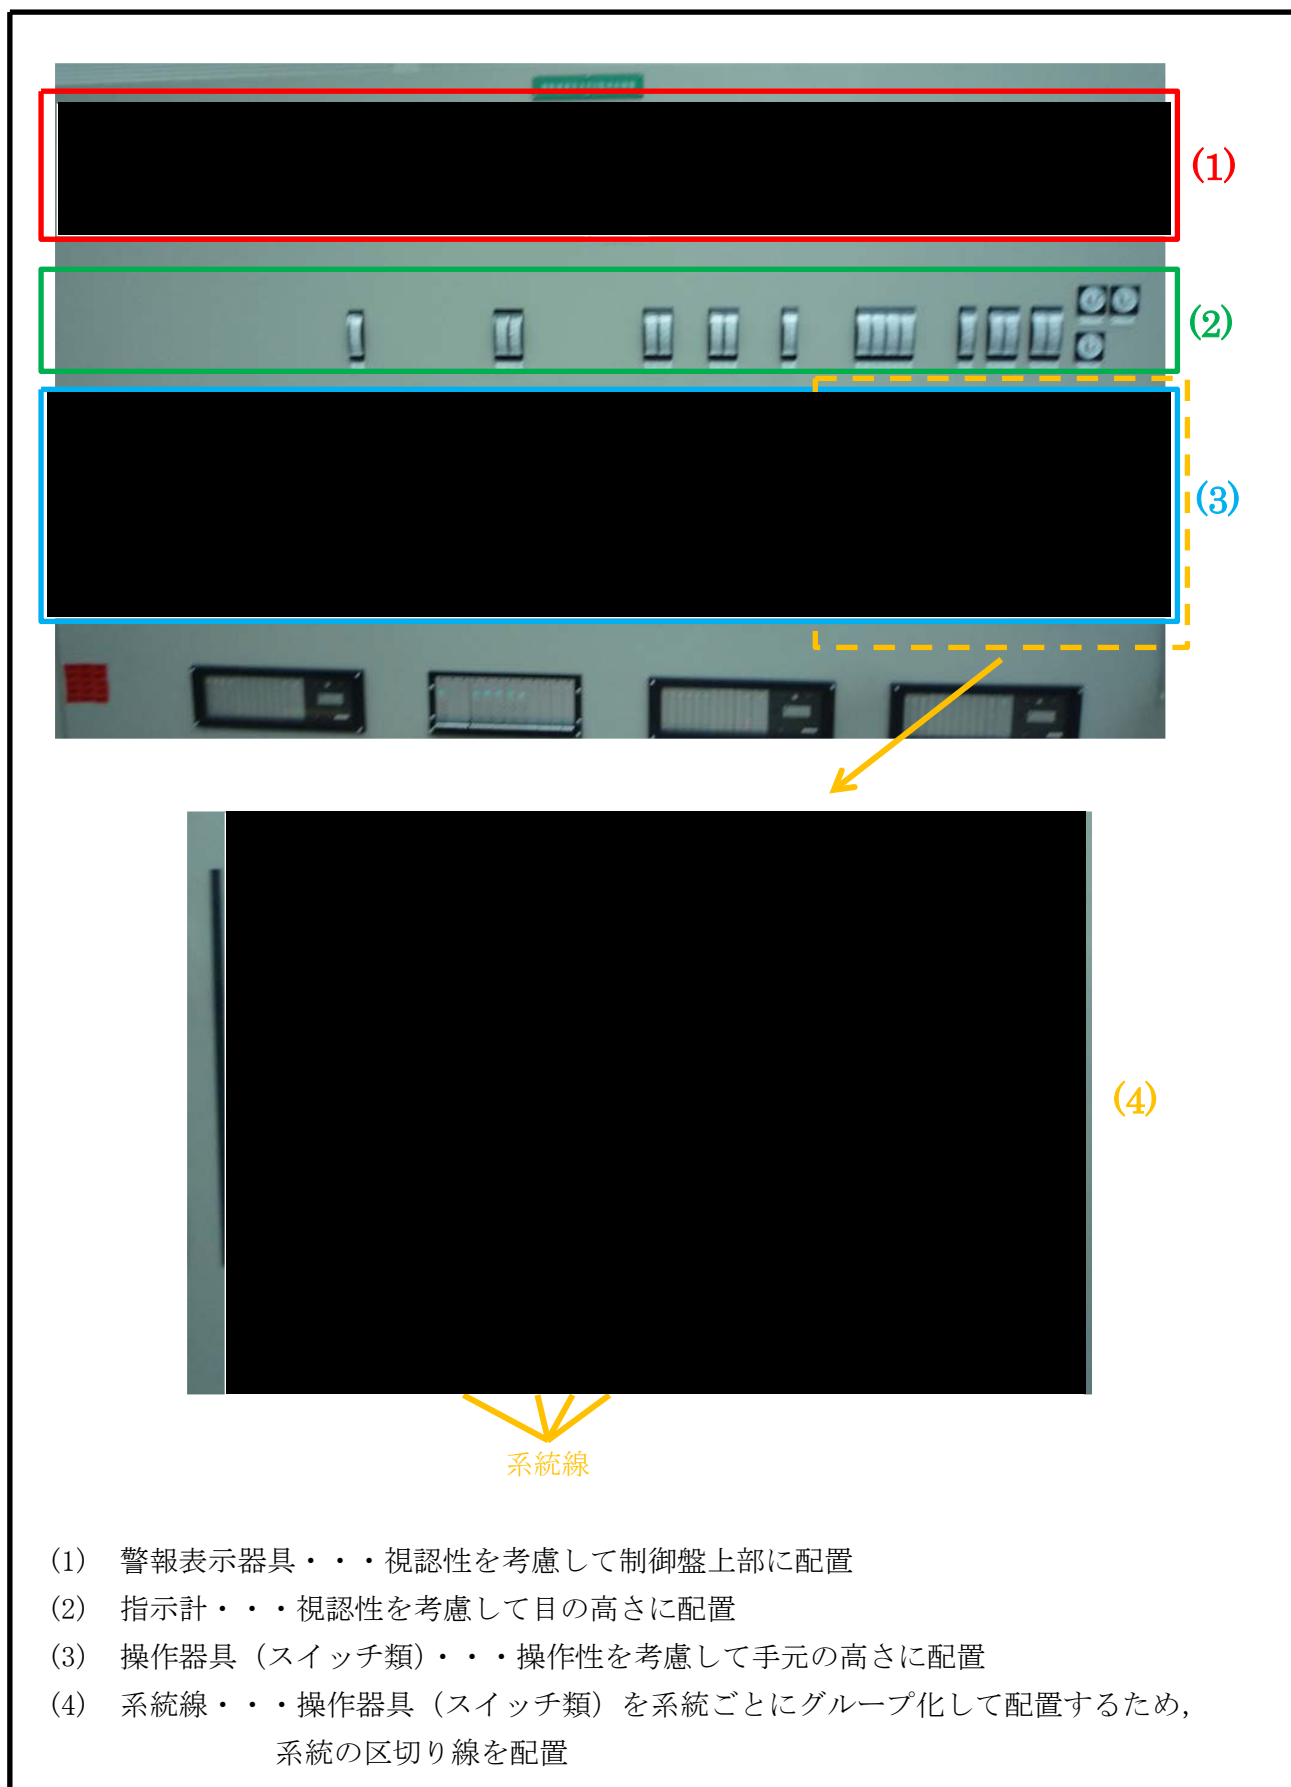 (1)
(2)
(3)
(4)
系統線
(1) 警報表示器具・・・視認性を考慮して制御盤上部に配置
(2) 指示計・・・視認性を考慮して目の高さに配置
(3) 操作器具（スイッチ類）・・・操作性を考慮して手元の高さに配置
(4) 系統線・・・操作器具（スイッチ類）を系統ごとにグループ化して配置するため，
系統の区切り線を配置